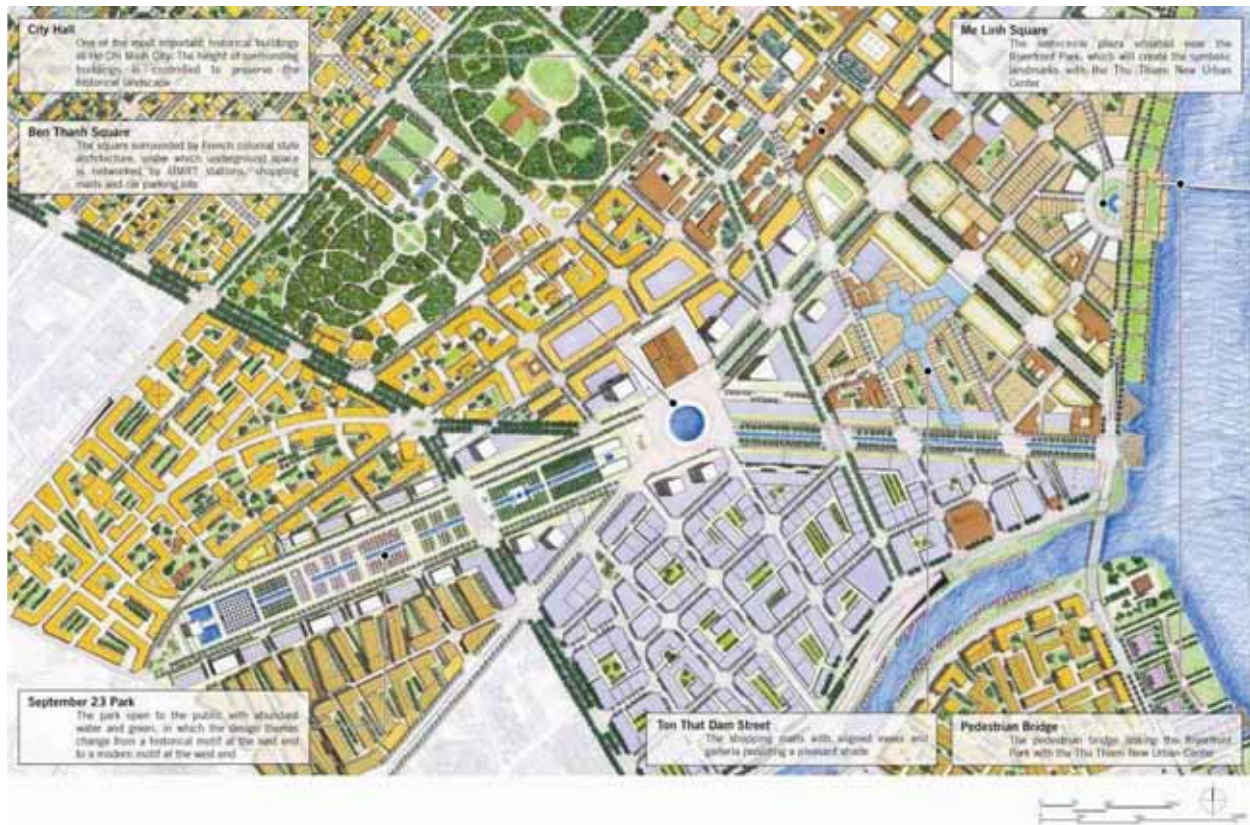 City Hall
One of the most important historical buildings
in Ho Chi Minh City. The height of surrounding
buildings is controlled to preserve the
historical landscape
Ben Thanh Square
The square surrounded by French colonial style
architecture, under which underground space
is networked by UMRT stations, shopping
malls and car parking lots
Me Linh Square
The semicircle plaza situated near the
Riverfront Park, which will create the symbolic
landmarks with the Thu Thiem New Urban
Center
September 23 Park
The park open to the public with abundant
water and green, in which the design themes
change from a historical motif at the east end
to a modern motif at the west end
Ton That Dam Street
The shopping malls with aligned eaves and
galleria providing a pleasant shade
Pedestrian Bridge
The pedestrian bridge linking the Riverfront
Park with the Thu Thiem New Urban Center